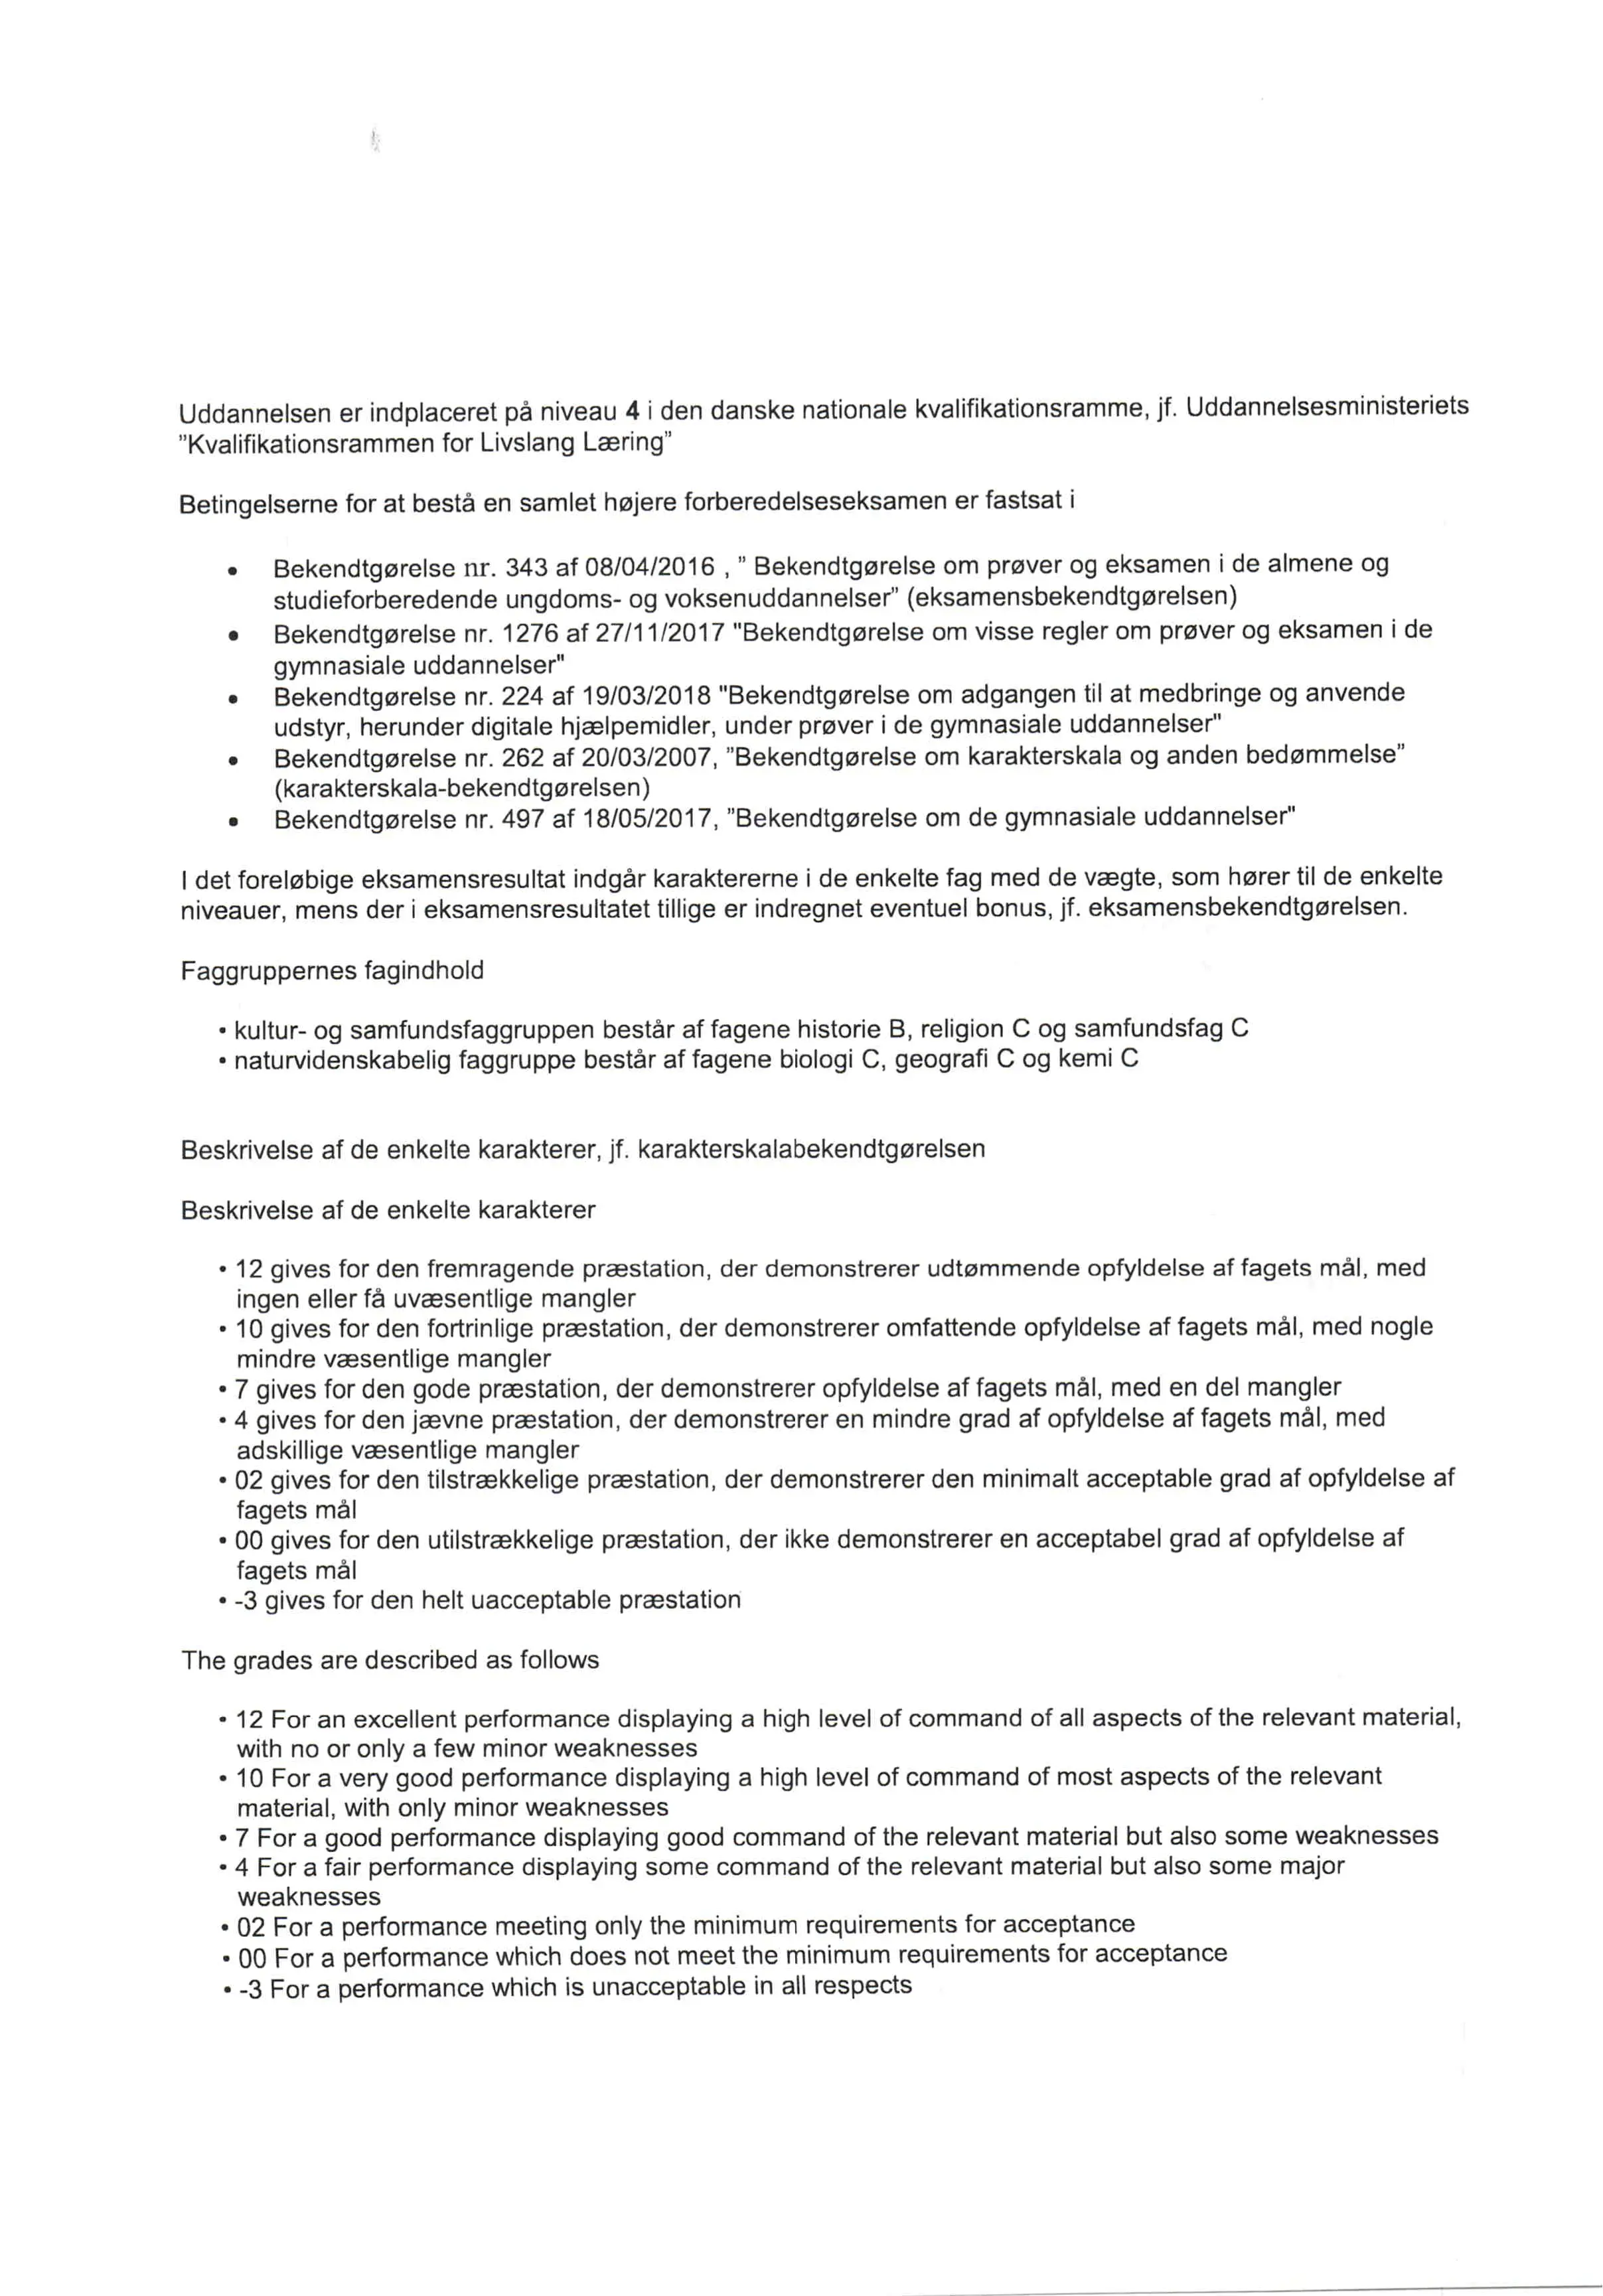 Uddannelsen er indplaceret på niveau 4 i den danske nationale kvalifikationsramme, jf. Uddannelsesministeriets
"Kvalifikationsrammen for Livslang Læring"
Betingelserne for at bestå en samlet højere forberedelseseksamen er fastsat i
• Bekendtgørelse nr. 343 af 08/04/2016 , " Bekendtgørelse om prøver og eksamen i de almene og
studieforberedende ungdoms- og voksenuddannelser" (eksamensbekendtgørelsen)
• Bekendtgørelse nr. 1276 af 27/11/2017 "Bekendtgørelse om visse regler om prøver og eksamen i de
gymnasiale uddannelser"
• Bekendtgørelse nr. 224 af 19/03/2018 "Bekendtgørelse om adgangen til at medbringe og anvende
udstyr, herunder digitale hjælpemidler, under prøver i de gymnasiale uddannelser"
• Bekendtgørelse nr. 262 af 20/03/2007, "Bekendtgørelse om karakterskala og anden bedømmelse"
(karakterskala-bekendtgørelsen)
• Bekendtgørelse nr. 497 af 18/05/2017, "Bekendtgørelse om de gymnasiale uddannelser"
I det foreløbige eksamensresultat indgår karaktererne i de enkelte fag med de vægte, som hører til de enkelte
niveauer, mens der i eksamensresultatet tillige er indregnet eventuel bonus, jf. eksamensbekendtgørelsen.
Faggruppernes fagindhold
• kultur- og samfundsfaggruppen består af fagene historie B, religion C og samfundsfag C
• naturvidenskabelig faggruppe består af fagene biologi C, geografi C og kemi C
Beskrivelse af de enkelte karakterer, jf. karakterskalabekendtgørelsen
Beskrivelse af de enkelte karakterer
• 12 gives for den fremragende præstation, der demonstrerer udtømmende opfyldelse af fagets mål, med
ingen eller få uvæsentlige mangler
• 10 gives for den fortrinlige præstation, der demonstrerer omfattende opfyldelse af fagets mål, med nogle
mindre væsentlige mangler
• 7 gives for den gode præstation, der demonstrerer opfyldelse af fagets mål, med en del mangler
• 4 gives for den jævne præstation, der demonstrerer en mindre grad af opfyldelse af fagets mål, med
adskillige væsentlige mangler
• 02 gives for den tilstrækkelige præstation, der demonstrerer den minimalt acceptable grad af opfyldelse af
fagets mål
• 00 gives for den utilstrækkelige præstation, der ikke demonstrerer en acceptabel grad af opfyldelse af
fagets mål
• -3 gives for den helt uacceptable præstation
The grades are described as follows
• 12 For an excellent performance displaying a high level of command of all aspects of the relevant material,
with no or only a few minor weaknesses
• 10 For a very good performance displaying a high level of command of most aspects of the relevant
material, with only minor weaknesses
• 7 For a good performance displaying good command of the relevant material but also some weaknesses
• 4 For a fair performance displaying some command of the relevant material but also some major
weaknesses
• 02 For a performance meeting only the minimum requirements for acceptance
• 00 For a performance which does not meet the minimum requirements for acceptance
• -3 For a performance which is unacceptable in all respects